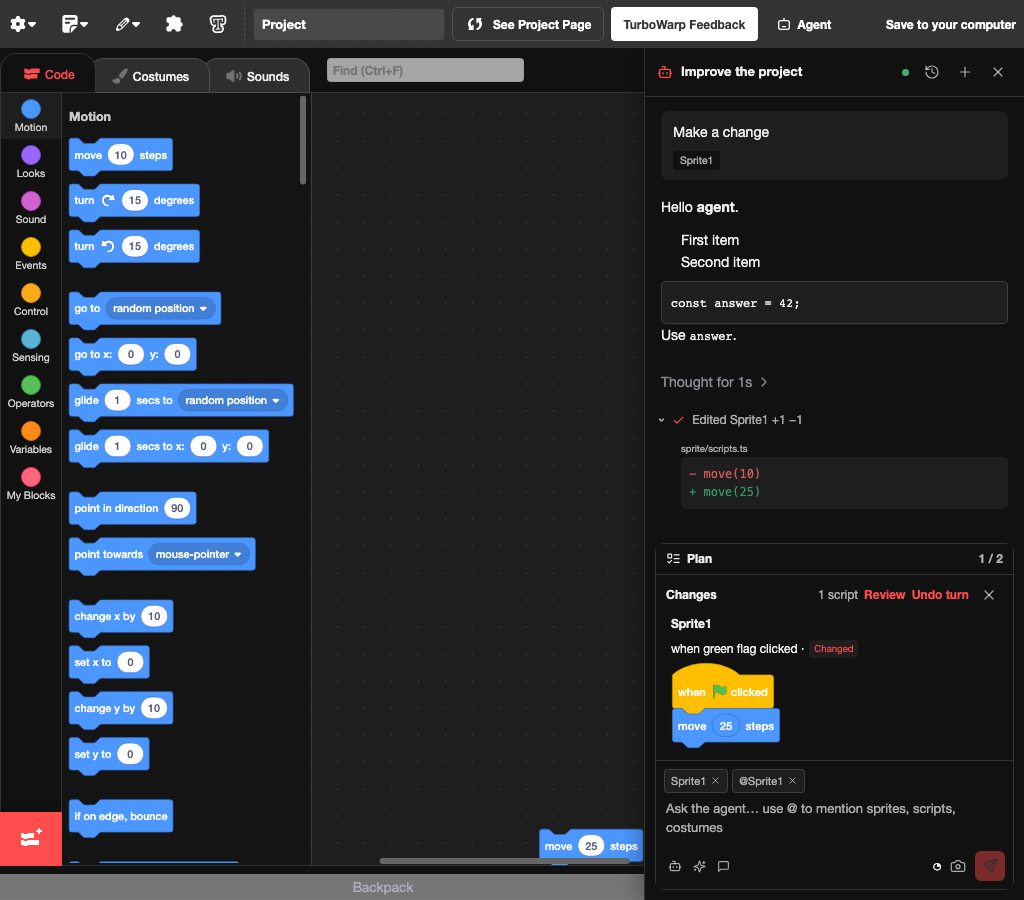 Project
See Project Page
TurboWarp Feedback
Agent
Save to your computer
Code
Costumes
Sounds
Find (Ctrl+F)
Motion
Looks
Sound
Events
Control
Sensing
Operators
Variables
My Blocks
Motion
move 10 steps
turn 15 degrees
turn 15 degrees
go to random position
go to x: 0 y: 0
glide 1 secs to random position
glide 1 secs to x: 0 y: 0
point in direction 90
point towards mouse-pointer
change x by 10
set x to 0
change y by 10
set y to 0
if on edge, bounce
move 25 steps
Backpack
Improve the project
Make a change
Sprite1
Hello agent.
First item
Second item
const answer = 42;
Use answer.
Thought for 1s
Edited Sprite1 +1 −1
sprite/scripts.ts
- move(10)
+ move(25)
Plan 1 / 2
Changes 1 script Review Undo turn
Sprite1
when green flag clicked · Changed
when clicked
move 25 steps
Sprite1 @Sprite1
Ask the agent… use @ to mention sprites, scripts,
costumes